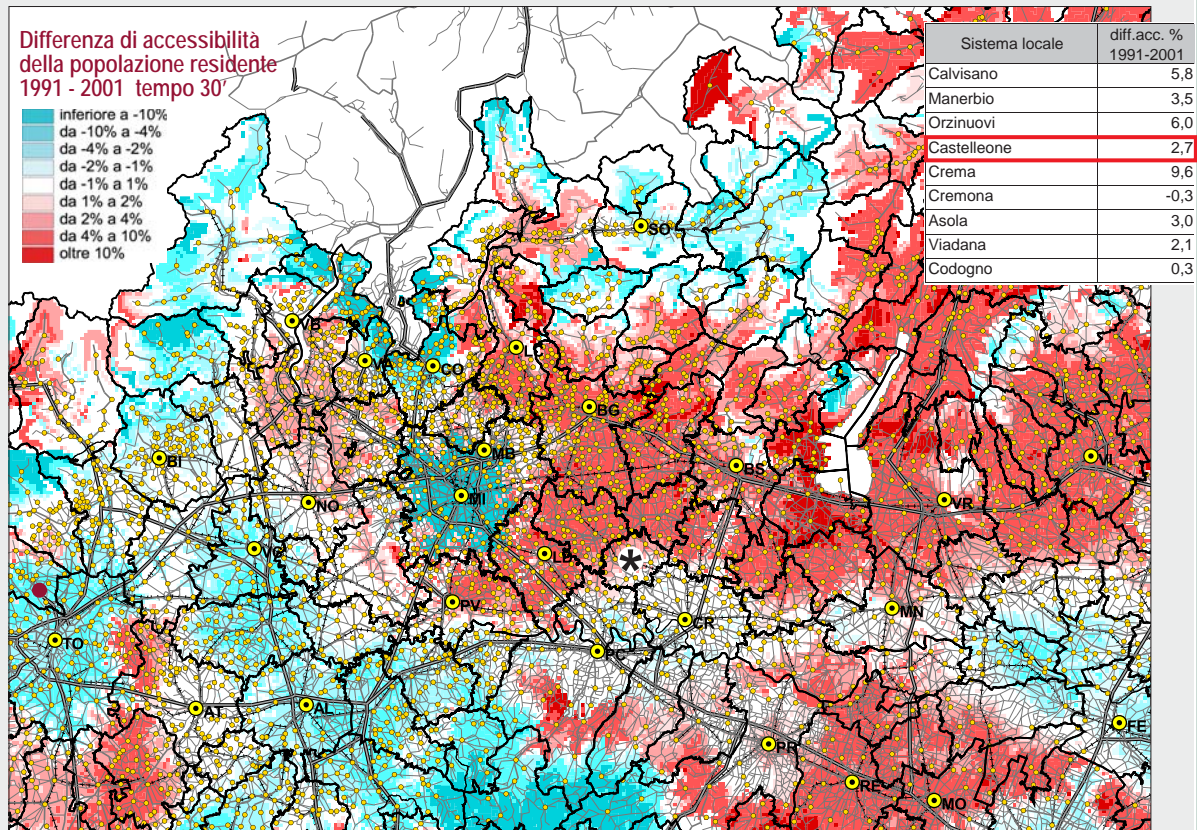 Differenza di accessibilità
della popolazione residente
1991 - 2001 tempo 30'
inferiore a -10%
da -10% a -4%
da -4% a -2%
da -2% a -1%
da -1% a 1%
da 1% a 2%
da 2% a 4%
da 4% a 10%
oltre 10%
Sistema locale diff.acc. % 1991-2001
Calvisano 5,8
Manerbio 3,5
Orzinuovi 6,0
Castelleone 2,7
Crema 9,6
Cremona -0,3
Asola 3,0
Viadana 2,1
Codogno 0,3
SO
VB
VA
CO
LC
BG
BI
MB
BS
VI
MI
NO
VR
VC
LO
*
PV
MN
TO
CR
PC
AT
AL
FE
PR
RE
MO